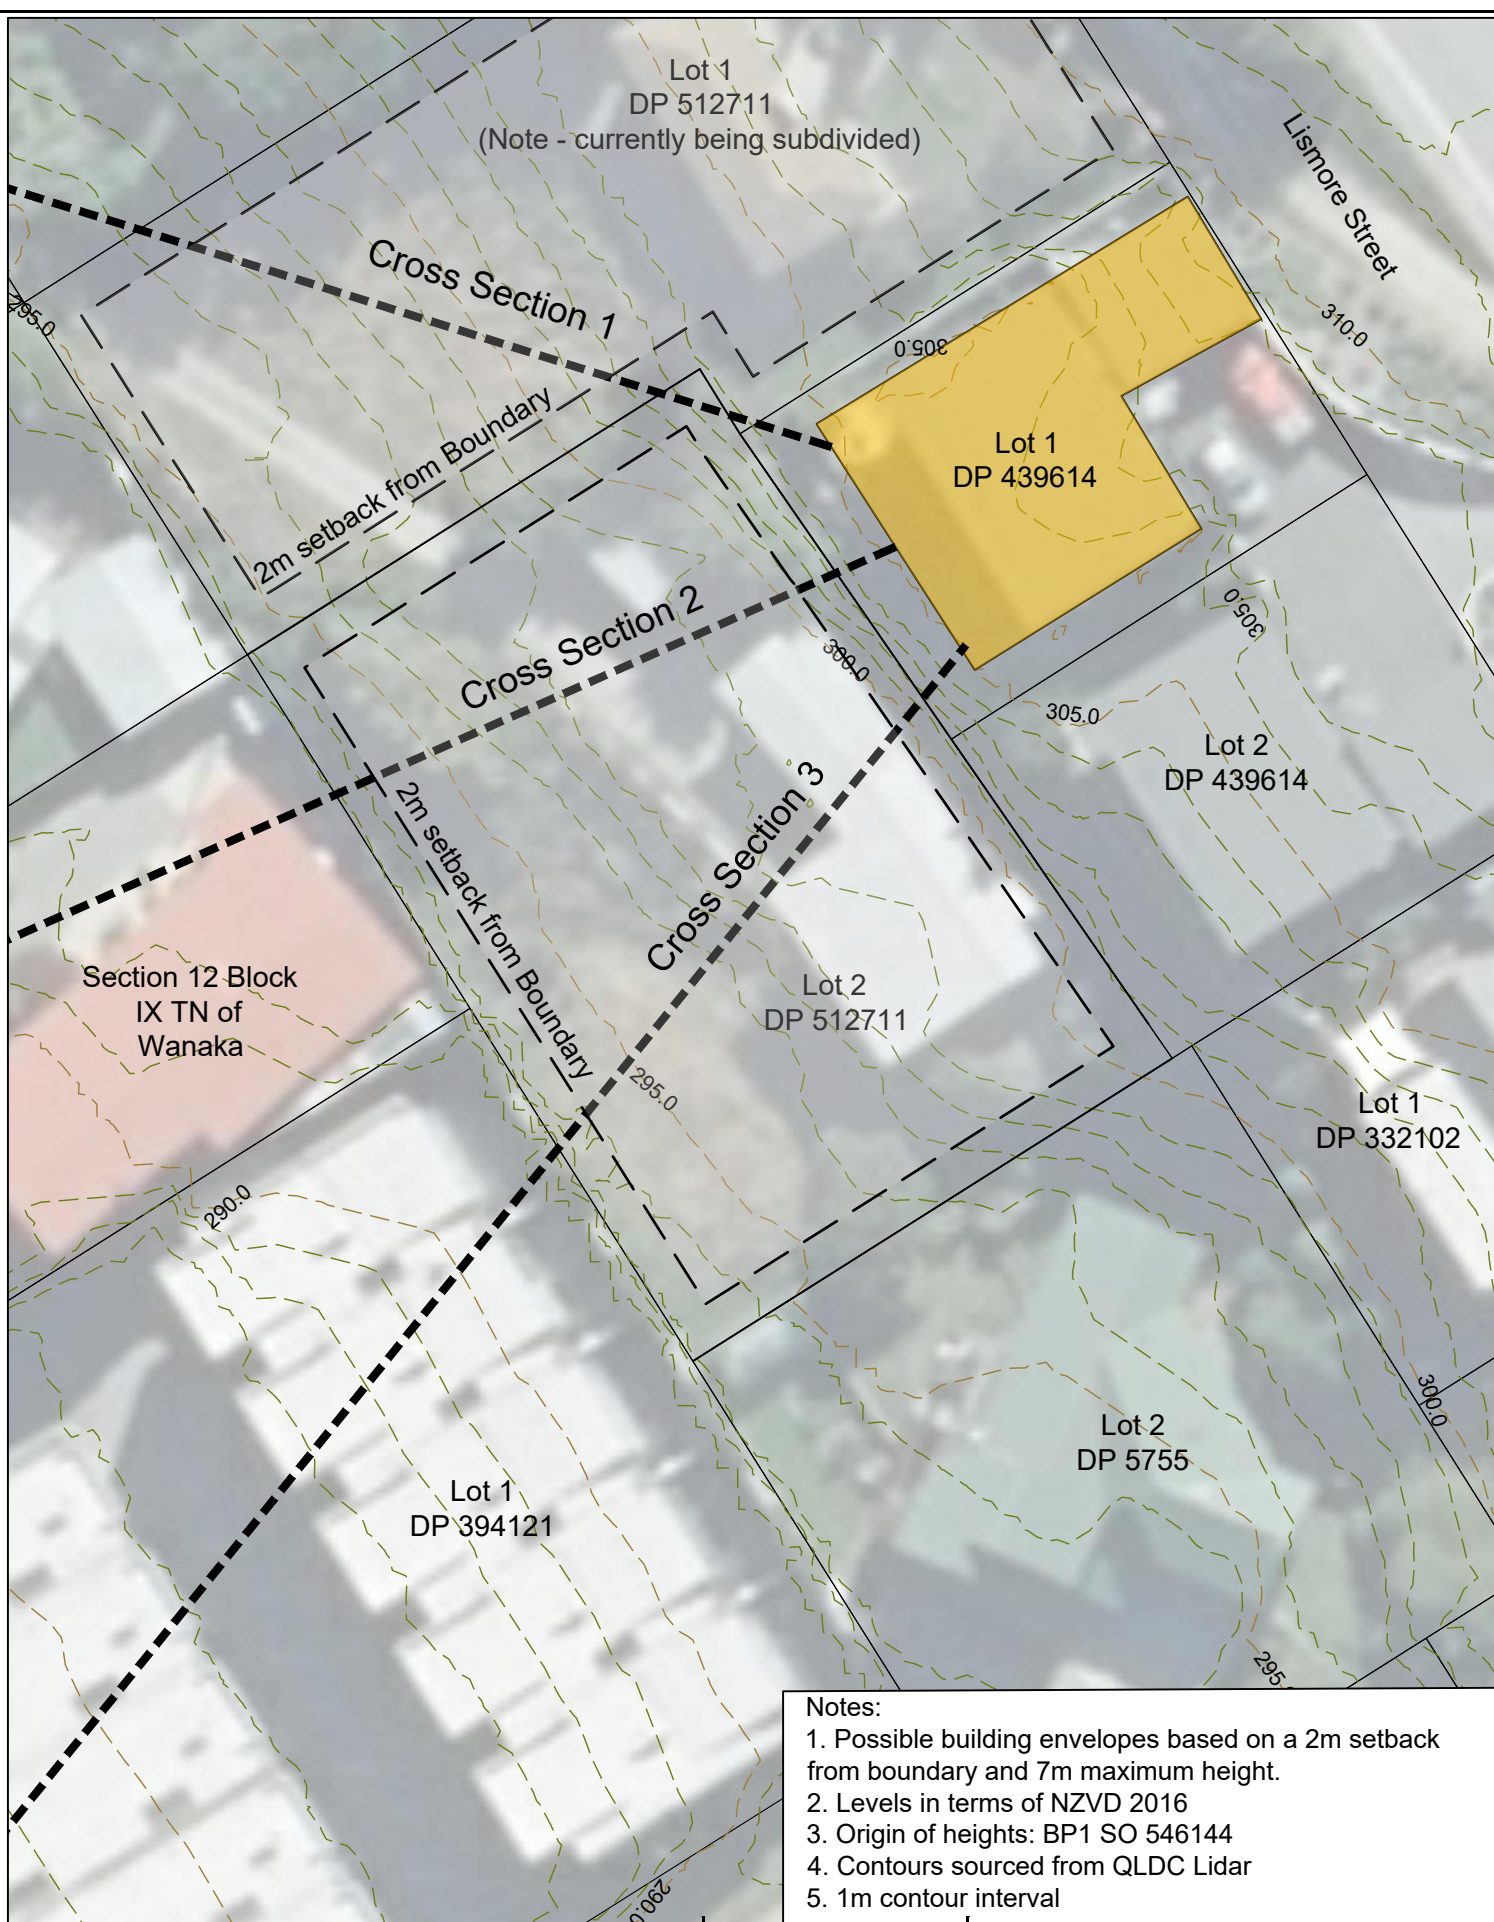 Lot 1
DP 512711
(Note - currently being subdivided)
Lismore Street
Cross Section 1
295.0
310.0
305.0
2m setback from Boundary
Lot 1
DP 439614
Cross Section 2
305.0
300.0
305.0
Lot 2
DP 439614
Cross Section 3
2m setback from Boundary
Section 12 Block
IX TN of
Wanaka
Lot 2
DP 512711
295.0
Lot 1
DP 332102
290.0
300.0
Lot 2
DP 5755
Lot 1
DP 394121
295.0
290.0
Notes:
1. Possible building envelopes based on a 2m setback
from boundary and 7m maximum height.
2. Levels in terms of NZVD 2016
3. Origin of heights: BP1 SO 546144
4. Contours sourced from QLDC Lidar
5. 1m contour interval